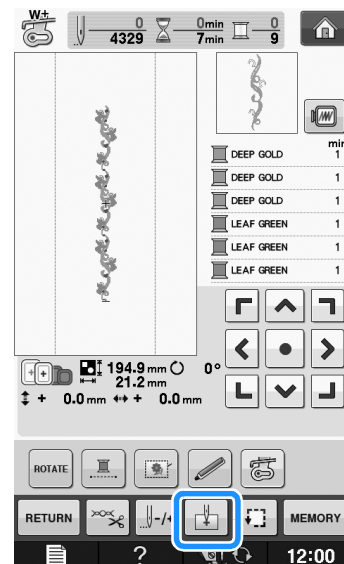 W+
0 0min 0
4329 7min 9
min
DEEP GOLD 1
DEEP GOLD 1
DEEP GOLD 1
LEAF GREEN 1
LEAF GREEN 1
LEAF GREEN 1
194.9 mm 0°
21.2 mm
+ 0.0 mm + 0.0 mm
ROTATE
RETURN -/+ MEMORY
? 12:00